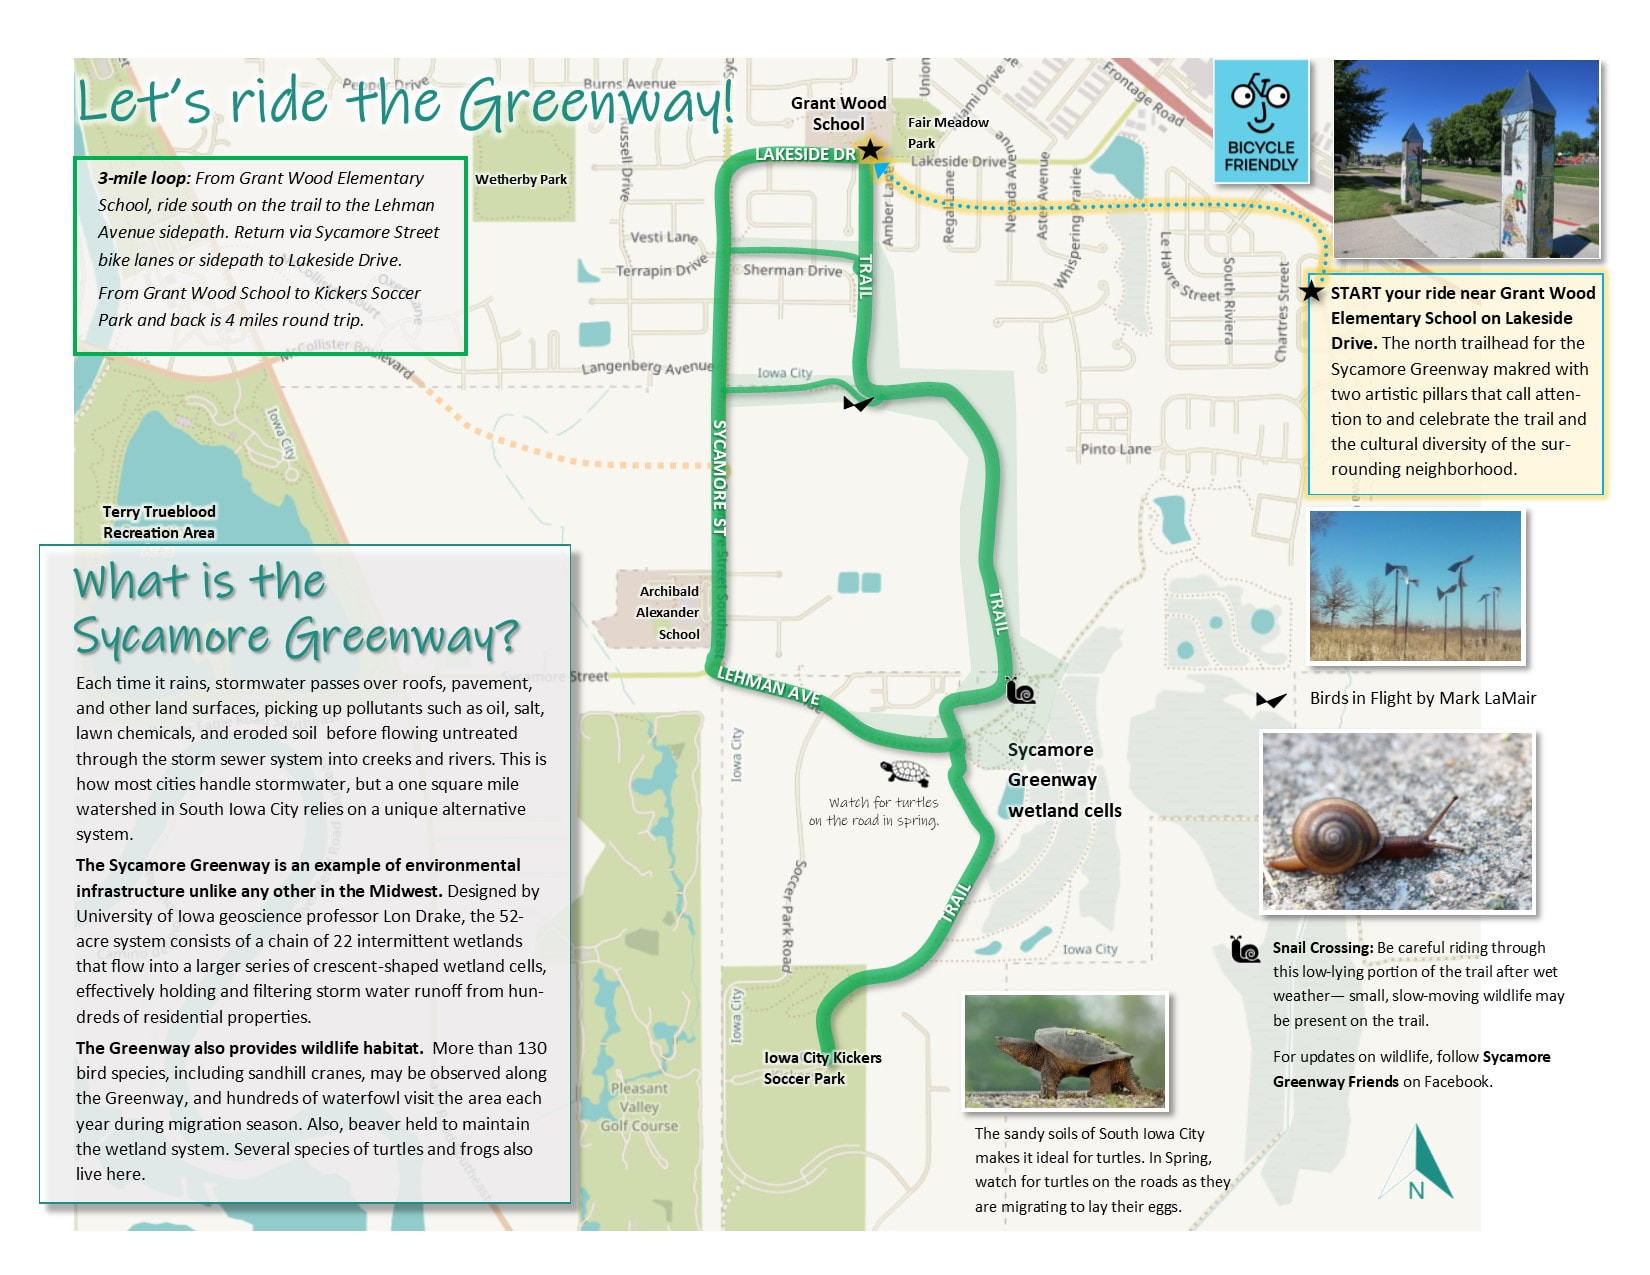 Let's ride the Greenway!
3-mile loop: From Grant Wood Elementary
School, ride south on the trail to the Lehman
Avenue sidepath. Return via Sycamore Street
bike lanes or sidepath to Lakeside Drive.
From Grant Wood School to Kickers Soccer
Park and back is 4 miles round trip.
Pepper Drive
Burns Avenue
Russell Drive
Wetherby Park
Grant Wood
School
Fair Meadow
Park
Union
Miami Drive
Frontage Road
LAKESIDE DR
Lakeside Drive
Amber Lane
Regal Lane
Nevada Avenue
Aster Avenue
Whispering Prairie
Le Havre Street
South Riviera
Chartres Street
Vesti Lane
Terrapin Drive
Sherman Drive
TRAIL
Langenberg Avenue
McCollister Boulevard
Iowa City
Iowa City
SYCAMORE ST
Pinto Lane
BICYCLE
FRIENDLY
START your ride near Grant Wood
Elementary School on Lakeside
Drive. The north trailhead for the
Sycamore Greenway makred with
two artistic pillars that call atten-
tion to and celebrate the trail and
the cultural diversity of the sur-
rounding neighborhood.
Terry Trueblood
Recreation Area
Archibald
Alexander
School
Sycamore Street
LEHMAN AVE
TRAIL
What is the
Sycamore Greenway?
Each time it rains, stormwater passes over roofs, pavement,
and other land surfaces, picking up pollutants such as oil, salt,
lawn chemicals, and eroded soil before flowing untreated
through the storm sewer system into creeks and rivers. This is
how most cities handle stormwater, but a one square mile
watershed in South Iowa City relies on a unique alternative
system.
The Sycamore Greenway is an example of environmental
infrastructure unlike any other in the Midwest. Designed by
University of Iowa geoscience professor Lon Drake, the 52-
acre system consists of a chain of 22 intermittent wetlands
that flow into a larger series of crescent-shaped wetland cells,
effectively holding and filtering storm water runoff from hun-
dreds of residential properties.
The Greenway also provides wildlife habitat. More than 130
bird species, including sandhill cranes, may be observed along
the Greenway, and hundreds of waterfowl visit the area each
year during migration season. Also, beaver held to maintain
the wetland system. Several species of turtles and frogs also
live here.
Iowa City
Watch for turtles
on the road in spring.
Sycamore
Greenway
wetland cells
Soccer Park Road
TRAIL
Iowa City
Iowa City
Iowa City Kickers
Soccer Park
Pleasant
Valley
Golf Course
Birds in Flight by Mark LaMair
Snail Crossing: Be careful riding through
this low-lying portion of the trail after wet
weather— small, slow-moving wildlife may
be present on the trail.
For updates on wildlife, follow Sycamore
Greenway Friends on Facebook.
The sandy soils of South Iowa City
makes it ideal for turtles. In Spring,
watch for turtles on the roads as they
are migrating to lay their eggs.
N